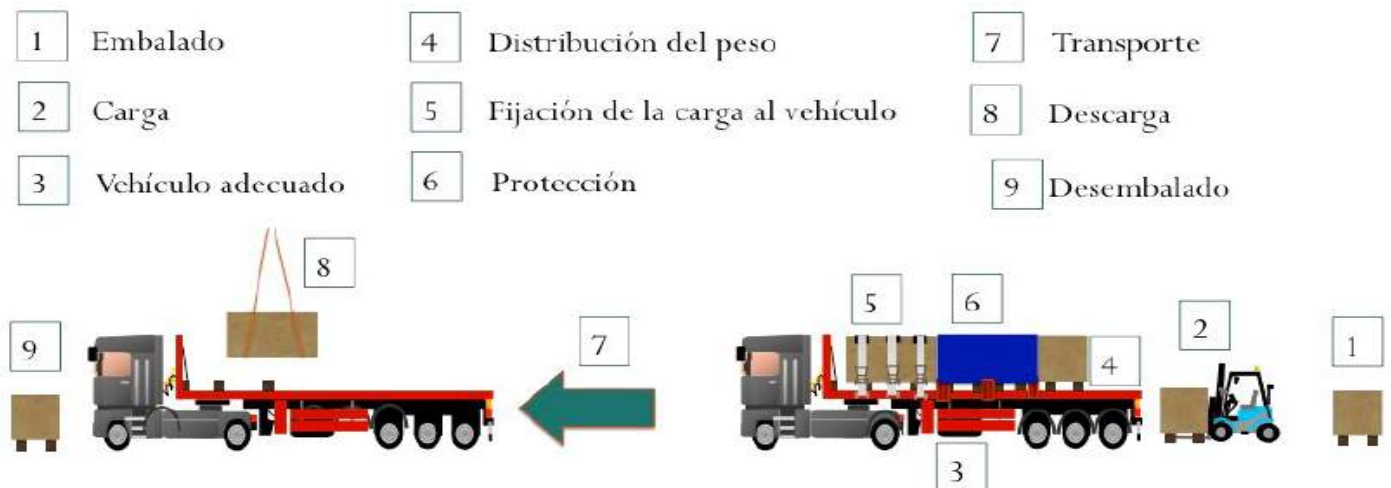 1 Embalado
4 Distribución del peso
7 Transporte
2 Carga
5 Fijación de la carga al vehículo
8 Descarga
3 Vehículo adecuado
6 Protección
9 Desembalado
8
5
6
9
7
2
1
4
3